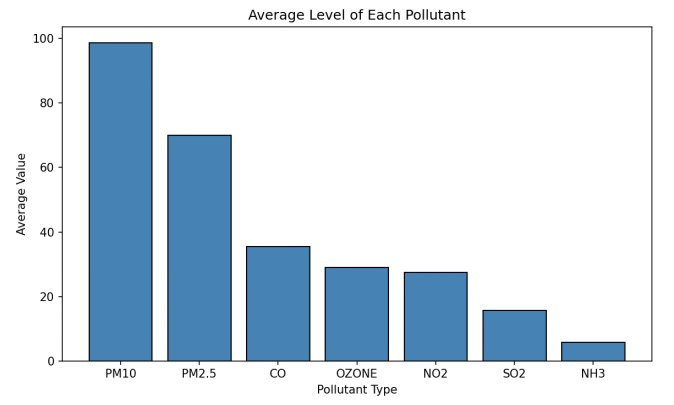 Average Level of Each Pollutant
100
80
60
40
20
0
Average Value
PM10 PM2.5 CO OZONE NO2 SO2 NH3
Pollutant Type